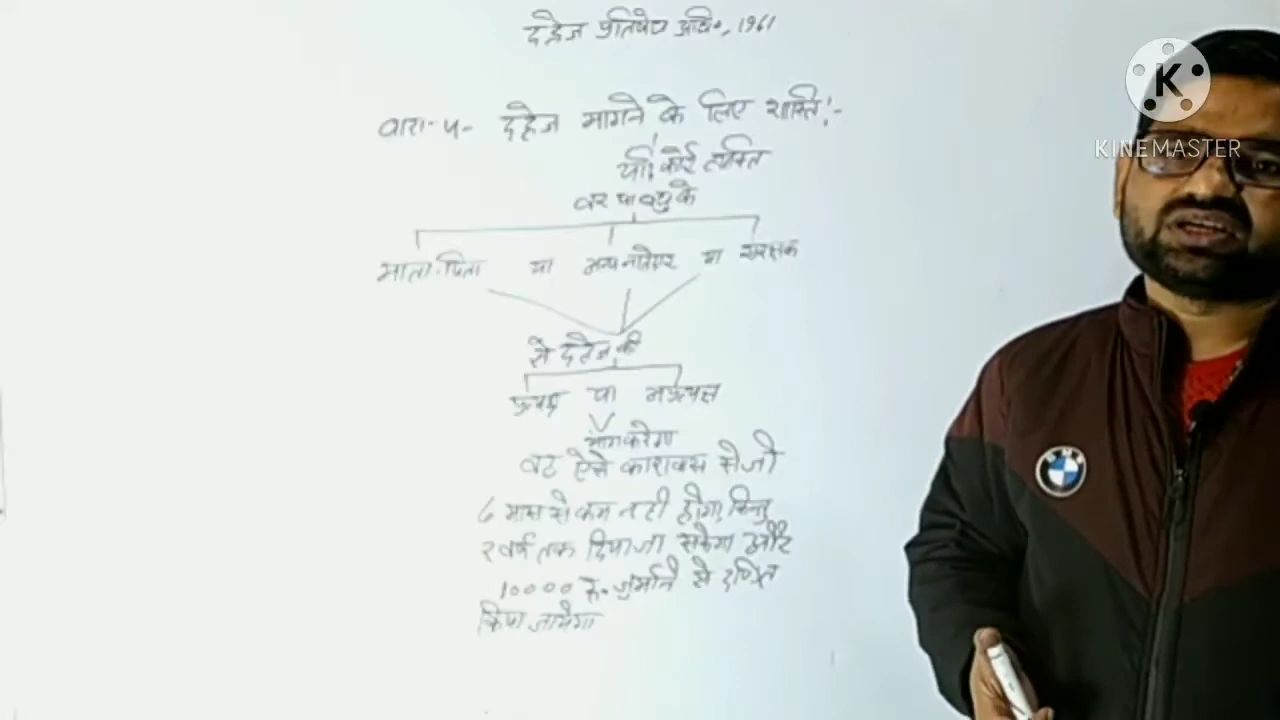 दहेज प्रतिषेध अधि०, 1961
धारा-4- दहेज मांगने के लिए शास्ति:-
यदि कोई व्यक्ति
वर या वधु के
माता-पिता या अन्य नातेदार या संरक्षक
से दहेज की
प्रत्यक्ष या अप्रत्यक्ष
मांग करेगा
वह ऐसे कारावास से जो
6 मास से कम नही होगा, किन्तु
2 वर्ष तक दिया जा सकेगा और
10000 रु० जुर्माने से दण्डित
किया जायेगा
K
KINEMASTER
BMW